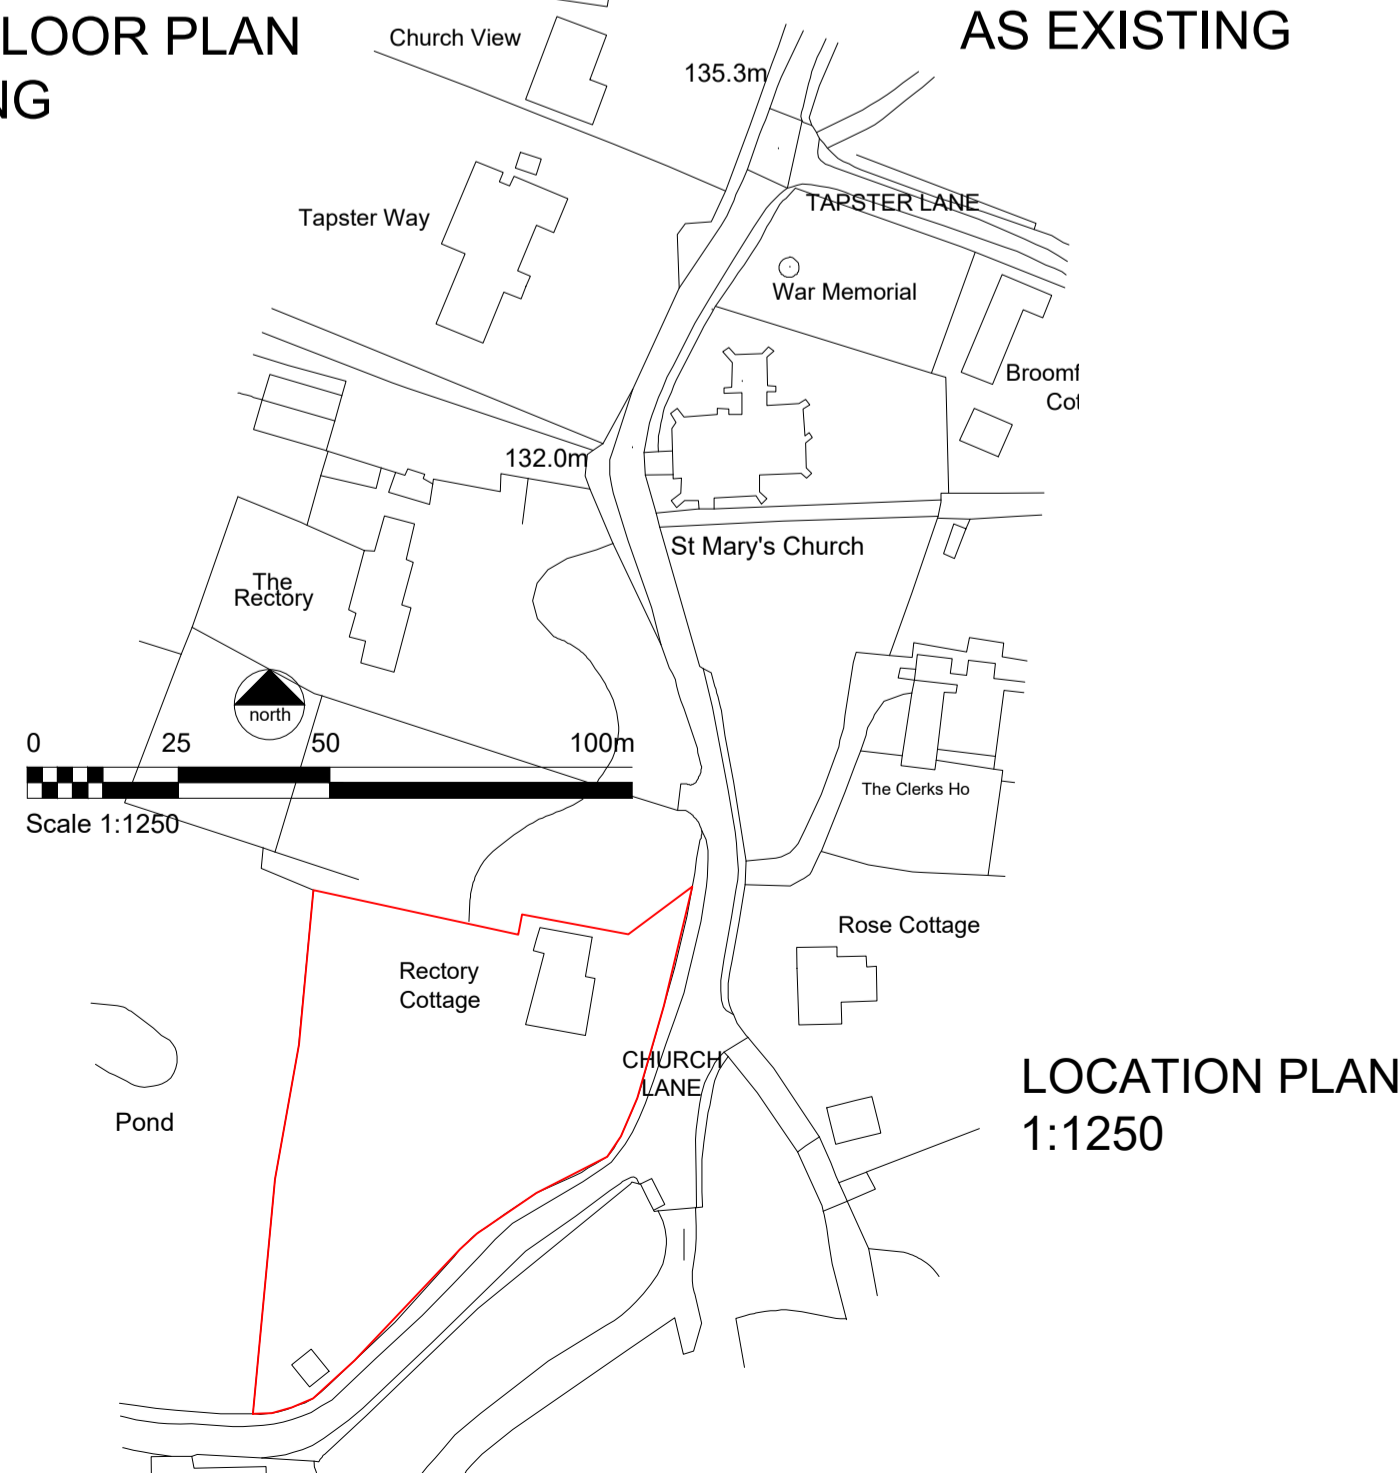 LOOR PLAN
NG
AS EXISTING
Church View
135.3m
TAPSTER LANE
Tapster Way
War Memorial
Broomf
Cot
132.0m
St Mary's Church
The
Rectory
north
0 25 50 100m
Scale 1:1250
The Clerks Ho
Rose Cottage
Rectory
Cottage
CHURCH
LANE
Pond
LOCATION PLAN
1:1250